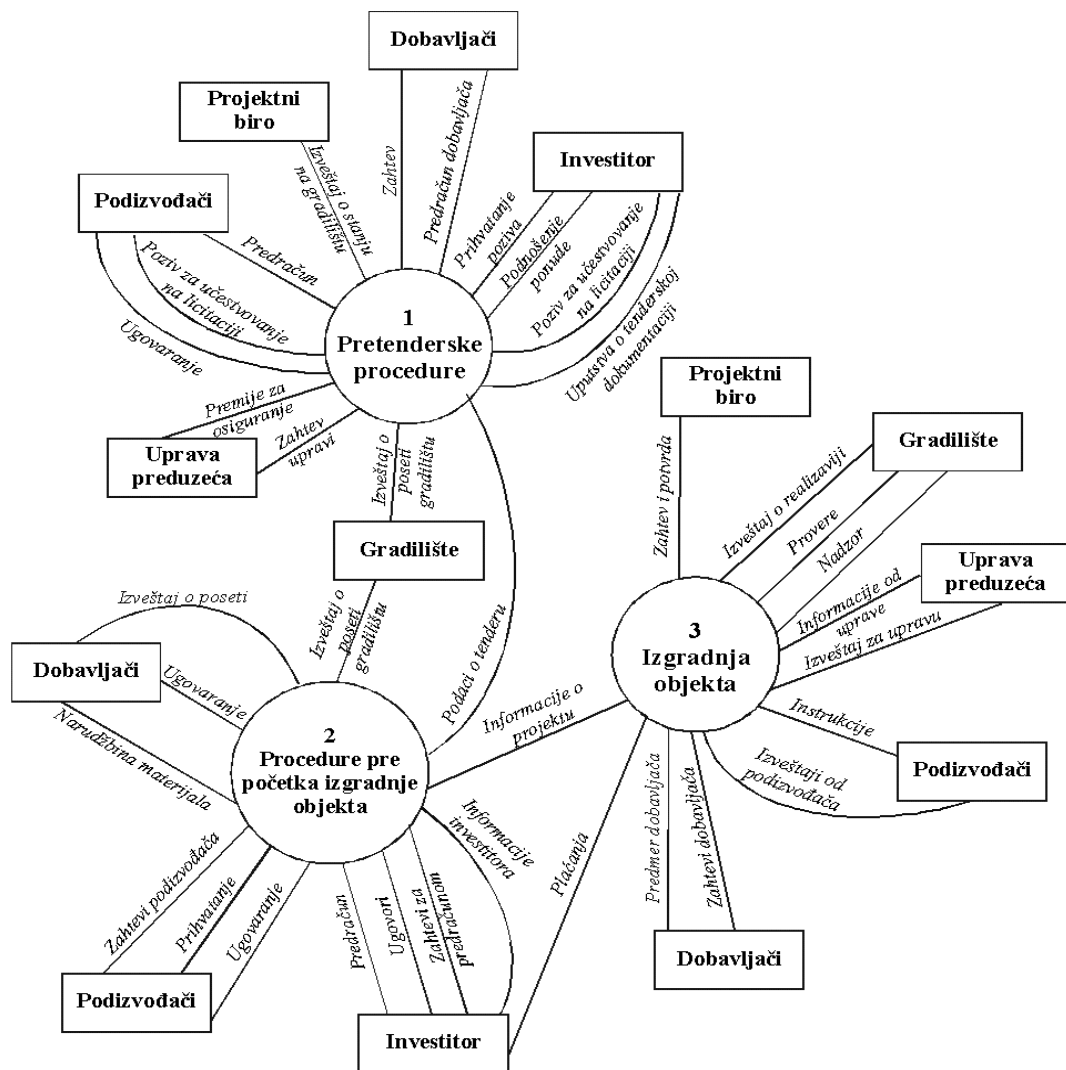 Dobavljači
Projektni
biro
Izveštaj o stanju
na gradilištu
Zahtev
Predračun dobavljača
Investitor
Podizvođači
Predračun
Poziv za učestvovanje
na licitaciji
Ugovaranje
Prihvatanje
poziva
Podnošenje
ponude
Poziv za učestvovanje
na licitaciji
Uputstva o tenderskoj
dokumentaciji
1
Pretenderske
procedure
Premije za
osiguranje
Zahtev
upravi
Uprava
preduzeća
Izveštaj o
poseti
gradilištu
Gradilište
Izveštaj o
poseti
gradilištu
Podaci o tenderu
Projektni
biro
Zahtev i potvrda
Gradilište
Izveštaj o realizaviji
Provere
Nadzor
Uprava
preduzeća
Informacije od
uprave
Izveštaj za upravu
3
Izgradnja
objekta
Instrukcije
Podizvođači
Izveštaji od
podizvođača
Predmer dobavljača
Zahtevi dobavljača
Dobavljači
Izveštaj o poseti
Dobavljači
Ugovaranje
Narudžbina materijala
2
Procedure pre
početka izgradnje
objekta
Informacije o
projektu
Zahtevi podizvođača
Prihvatanje
Ugovaranje
Podizvođači
Predračun
Ugovori
Zahtevi za
predračunom
Informacije
investitora
Plaćanja
Investitor